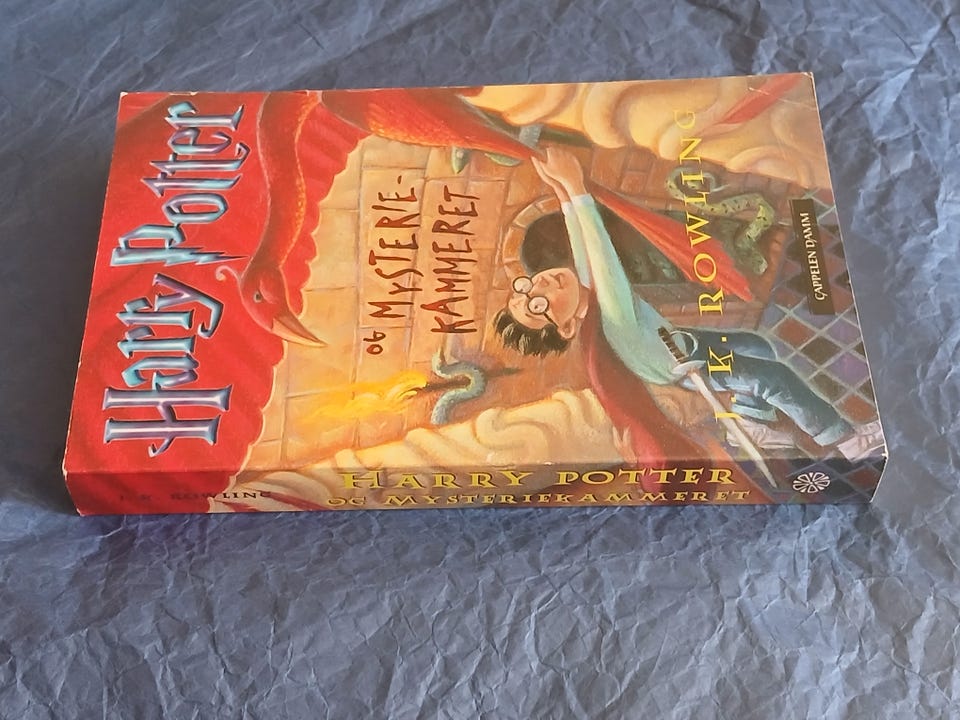 Harry Potter
OG MYSTERIE-
KAMMERET
J. K. ROWLING
CAPPELEN DAMM
J. K. ROWLING
HARRY POTTER
OG MYSTERIEKAMMERET